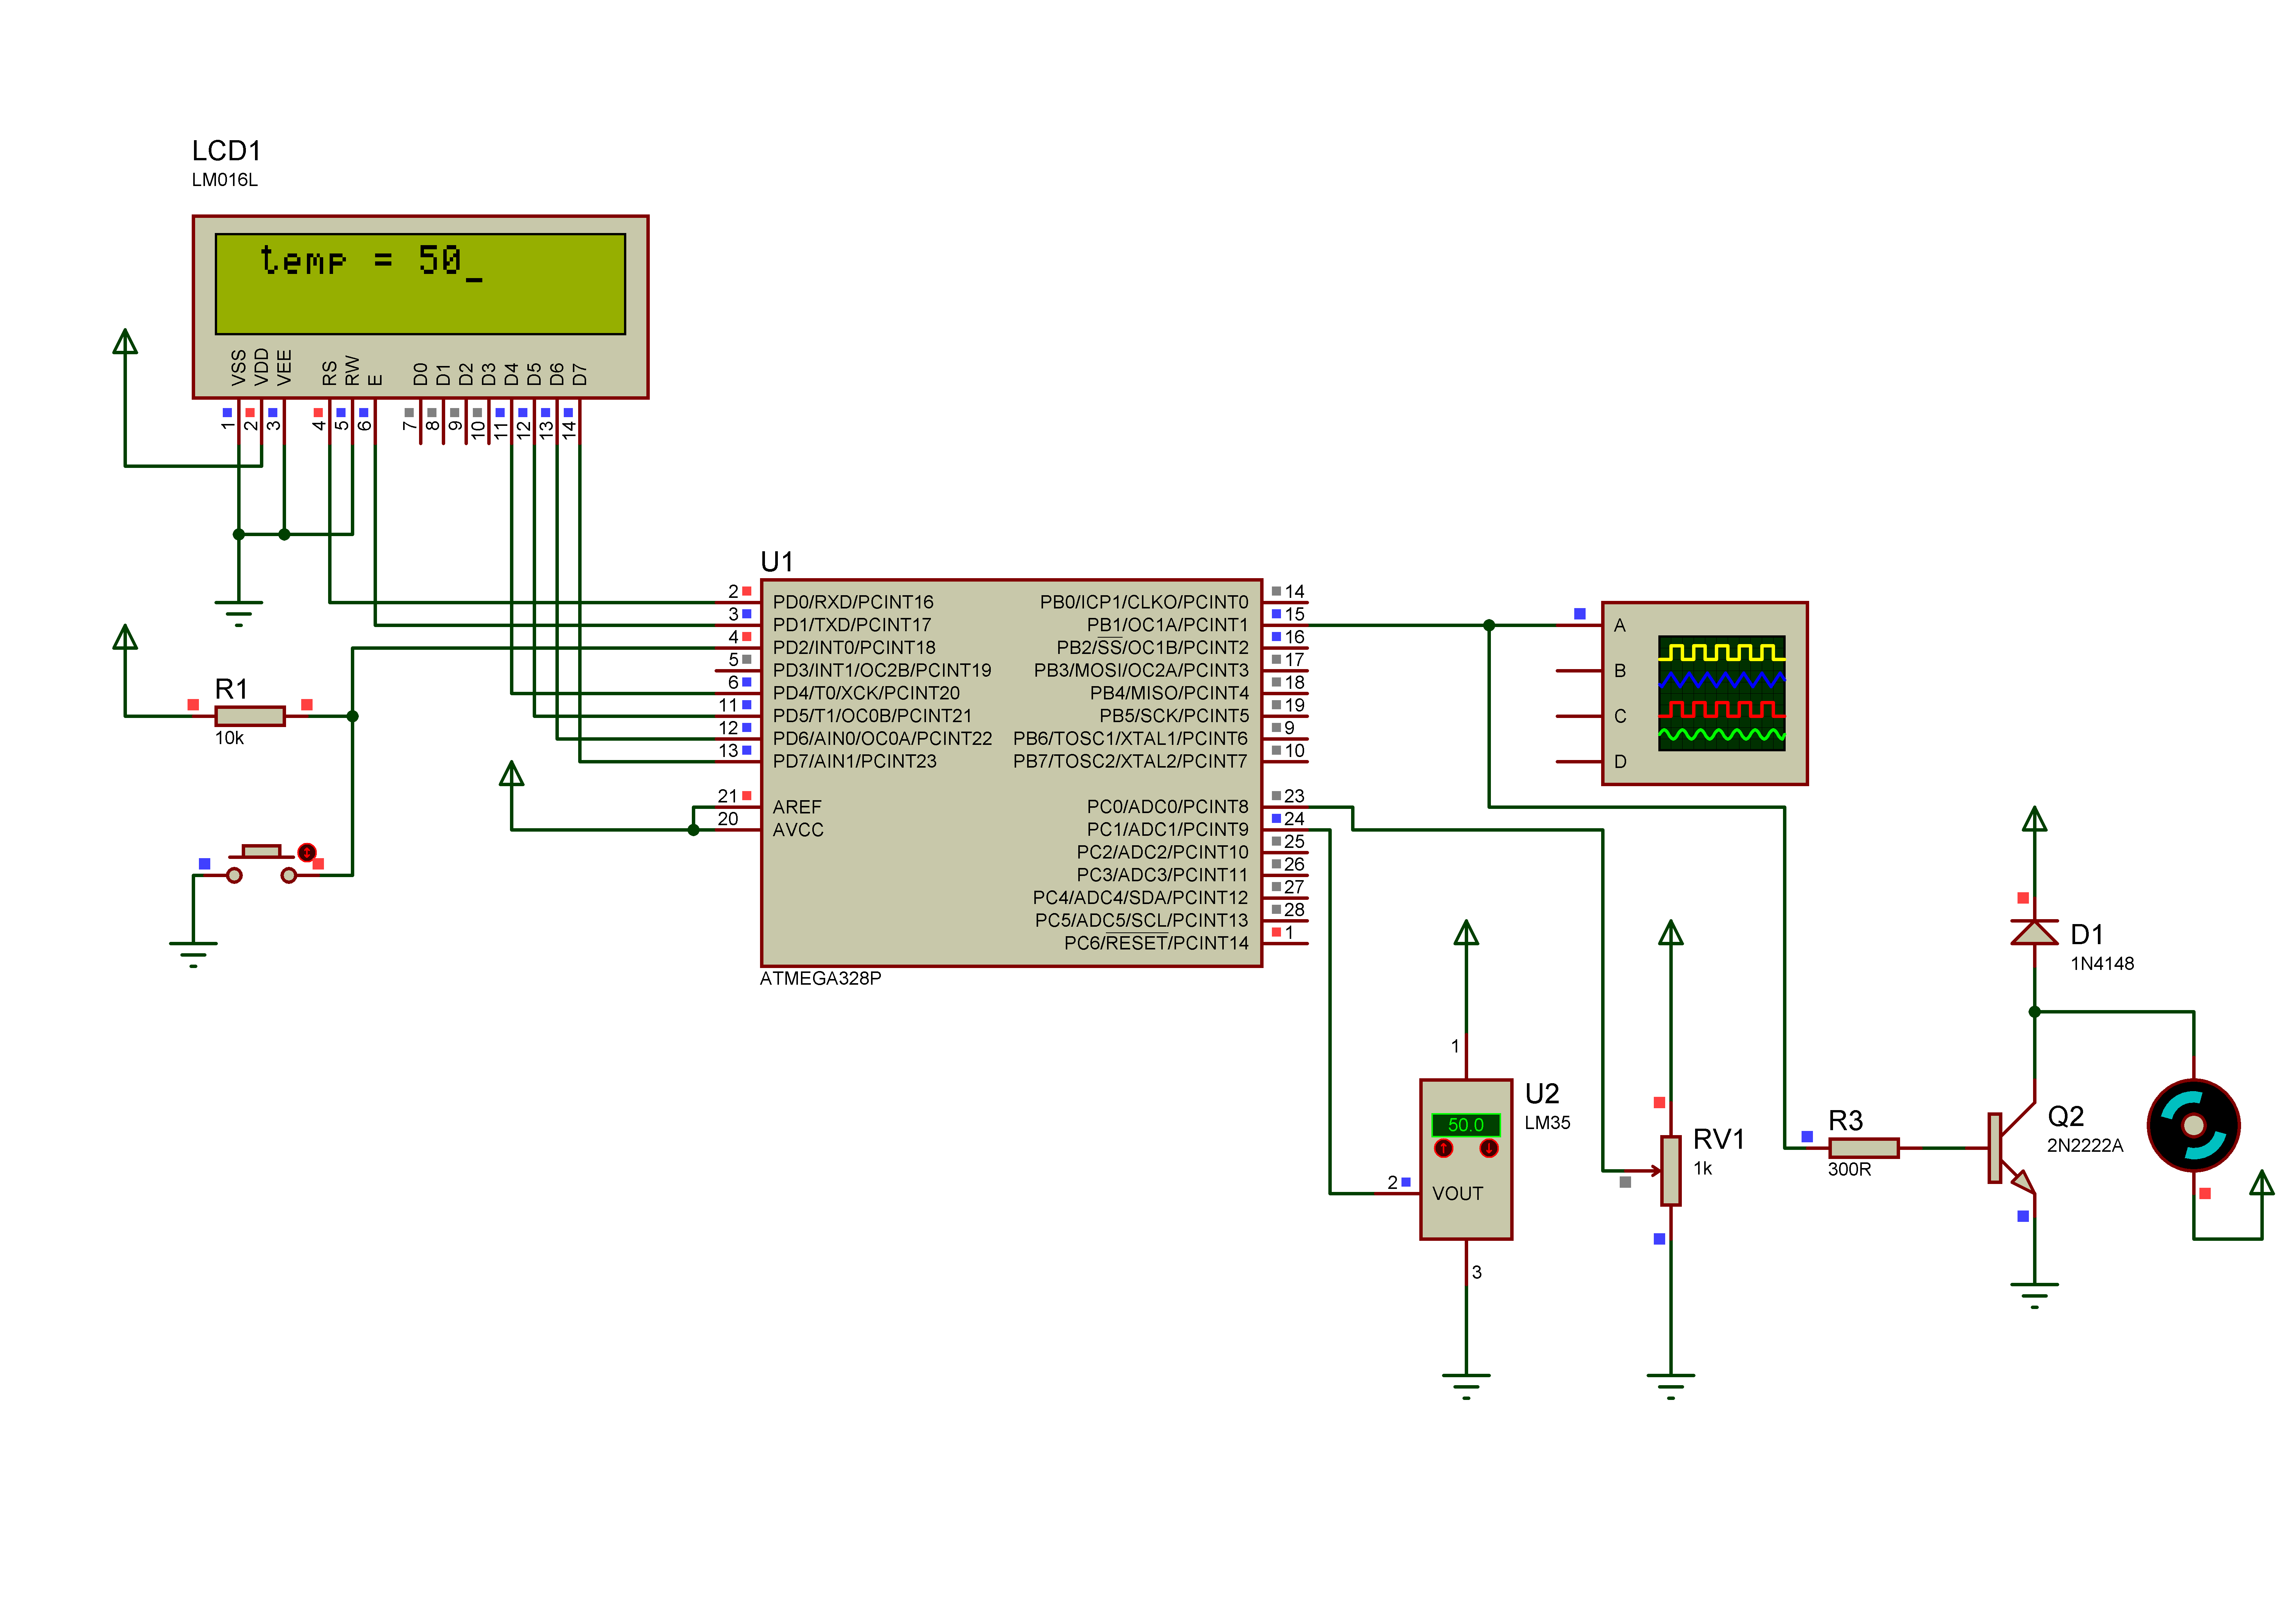 LCD1
LM016L
temp = 50_
VSS
VDD
VEE
RS
RW
E
D0
D1
D2
D3
D4
D5
D6
D7
1
2
3
4
5
6
7
8
9
10
11
12
13
14
R1
10k
U1
2 PD0/RXD/PCINT16
3 PD1/TXD/PCINT17
4 PD2/INT0/PCINT18
5 PD3/INT1/OC2B/PCINT19
6 PD4/T0/XCK/PCINT20
11 PD5/T1/OC0B/PCINT21
12 PD6/AIN0/OC0A/PCINT22
13 PD7/AIN1/PCINT23
21 AREF
20 AVCC
PB0/ICP1/CLKO/PCINT0 14
PB1/OC1A/PCINT1 15
PB2/SS/OC1B/PCINT2 16
PB3/MOSI/OC2A/PCINT3 17
PB4/MISO/PCINT4 18
PB5/SCK/PCINT5 19
PB6/TOSC1/XTAL1/PCINT6 9
PB7/TOSC2/XTAL2/PCINT7 10
PC0/ADC0/PCINT8 23
PC1/ADC1/PCINT9 24
PC2/ADC2/PCINT10 25
PC3/ADC3/PCINT11 26
PC4/ADC4/SDA/PCINT12 27
PC5/ADC5/SCL/PCINT13 28
PC6/RESET/PCINT14 1
ATMEGA328P
A
B
C
D
1
U2
LM35
50.0
2 VOUT
3
RV1
1k
R3
300R
D1
1N4148
Q2
2N2222A